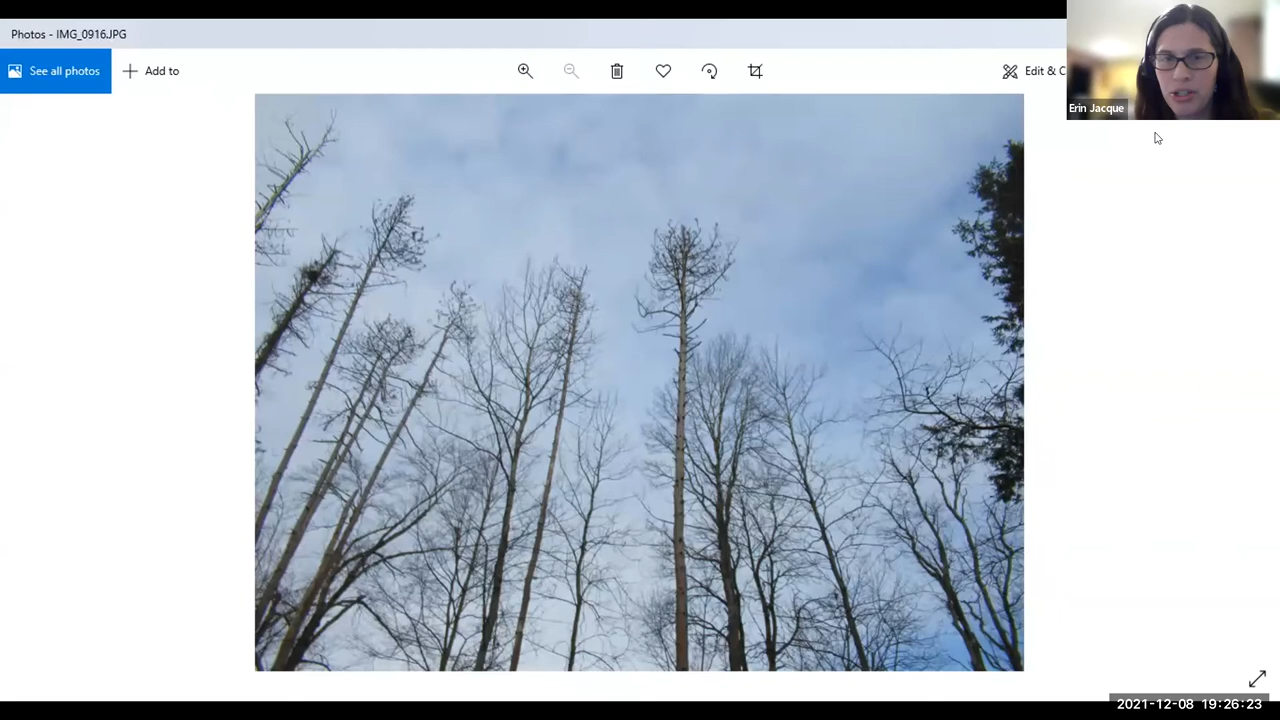 Photos - IMG_0916.JPG
See all photos
Add to
Edit & C
Erin Jacque
2021-12-08 19:26:23